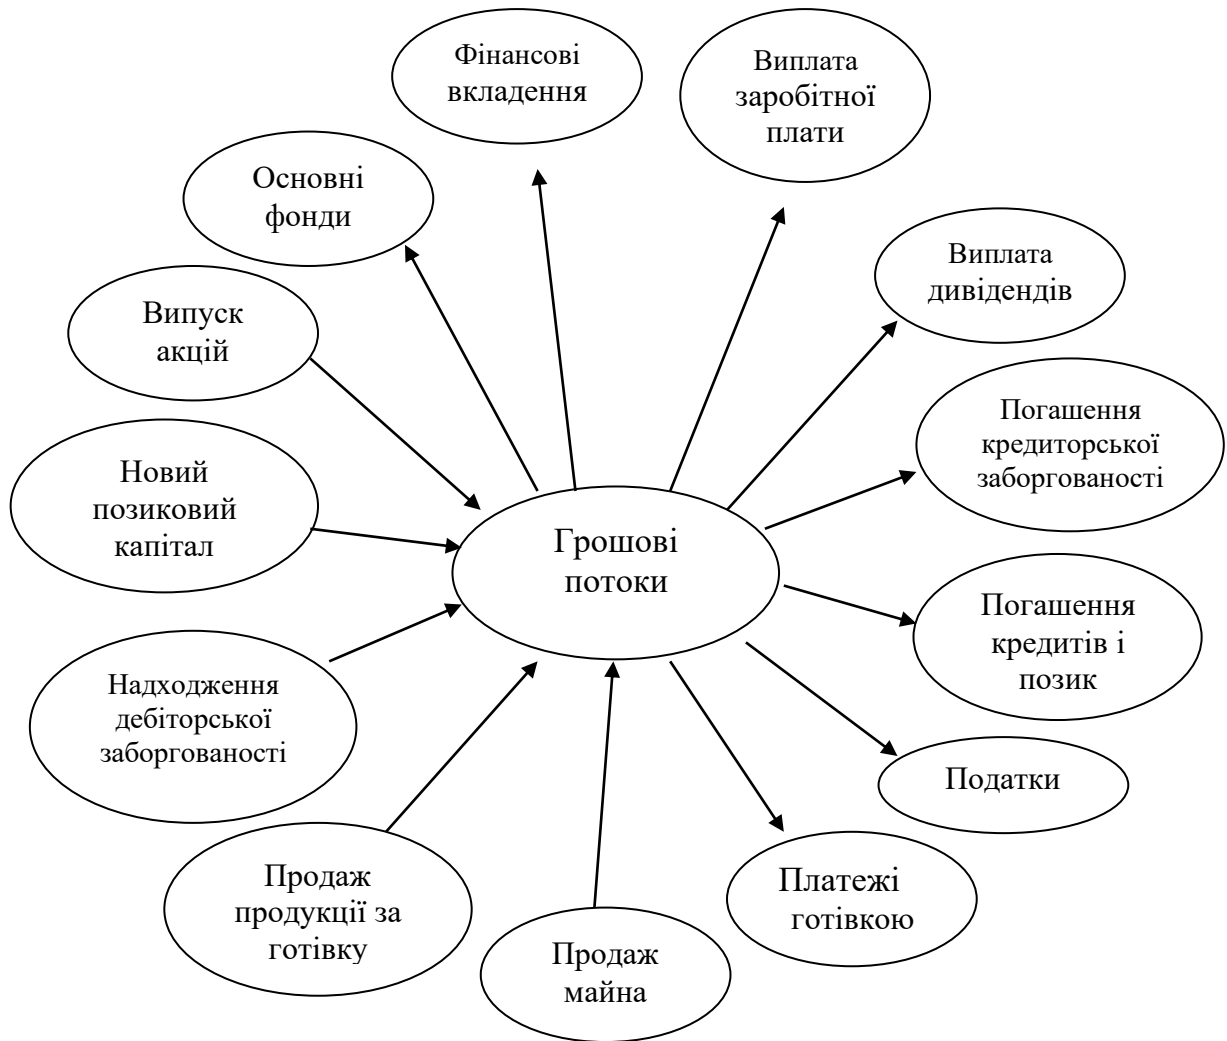 Фінансові
вкладення
Виплата
заробітної
плати
Основні
фонди
Виплата
дивідендів
Випуск
акцій
Погашення
кредиторської
заборгованості
Новий
позиковий
капітал
Грошові
потоки
Погашення
кредитів і
позик
Надходження
дебіторської
заборгованості
Податки
Продаж
продукції за
готівку
Платежі
готівкою
Продаж
майна